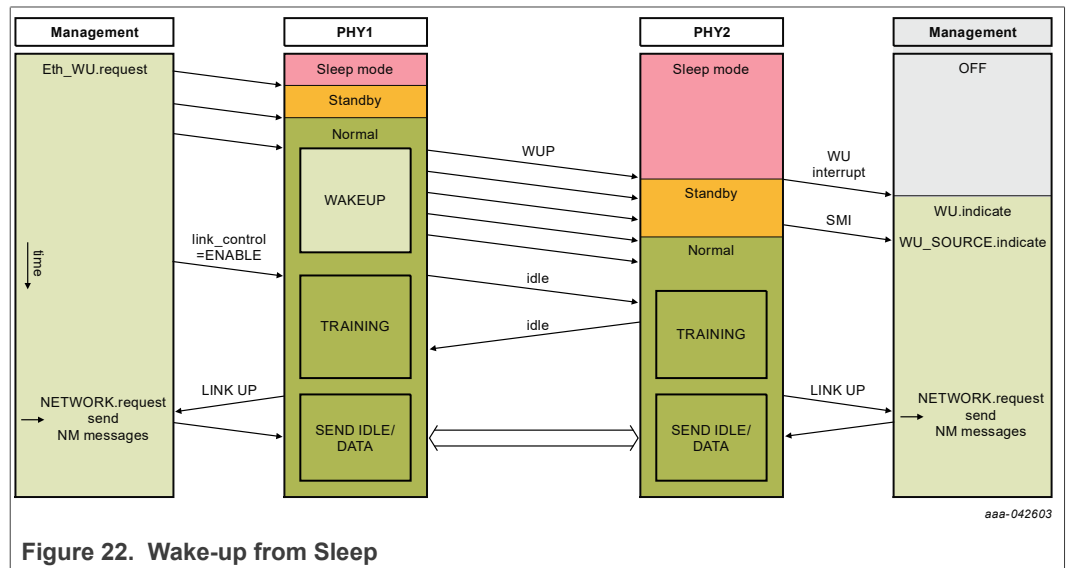 Management
PHY1
PHY2
Management
Eth_WU.request
Sleep mode
Sleep mode
OFF
Standby
Normal
WUP
WU
interrupt
WAKEUP
Standby
WU.indicate
SMI
link_control
=ENABLE
WU_SOURCE.indicate
Normal
time
idle
TRAINING
idle
TRAINING
LINK UP
LINK UP
NETWORK.request
send
NM messages
SEND IDLE/
DATA
SEND IDLE/
DATA
NETWORK.request
send
NM messages
aaa-042603
Figure 22. Wake-up from Sleep